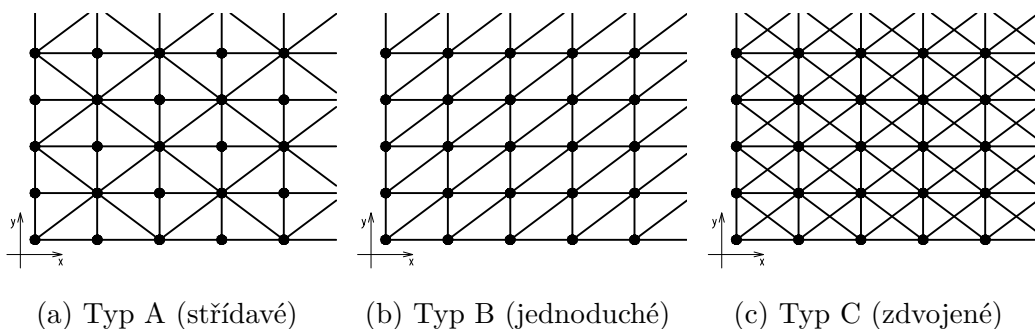 y
x
y
x
y
x
(a) Typ A (střídavé)
(b) Typ B (jednoduché)
(c) Typ C (zdvojené)